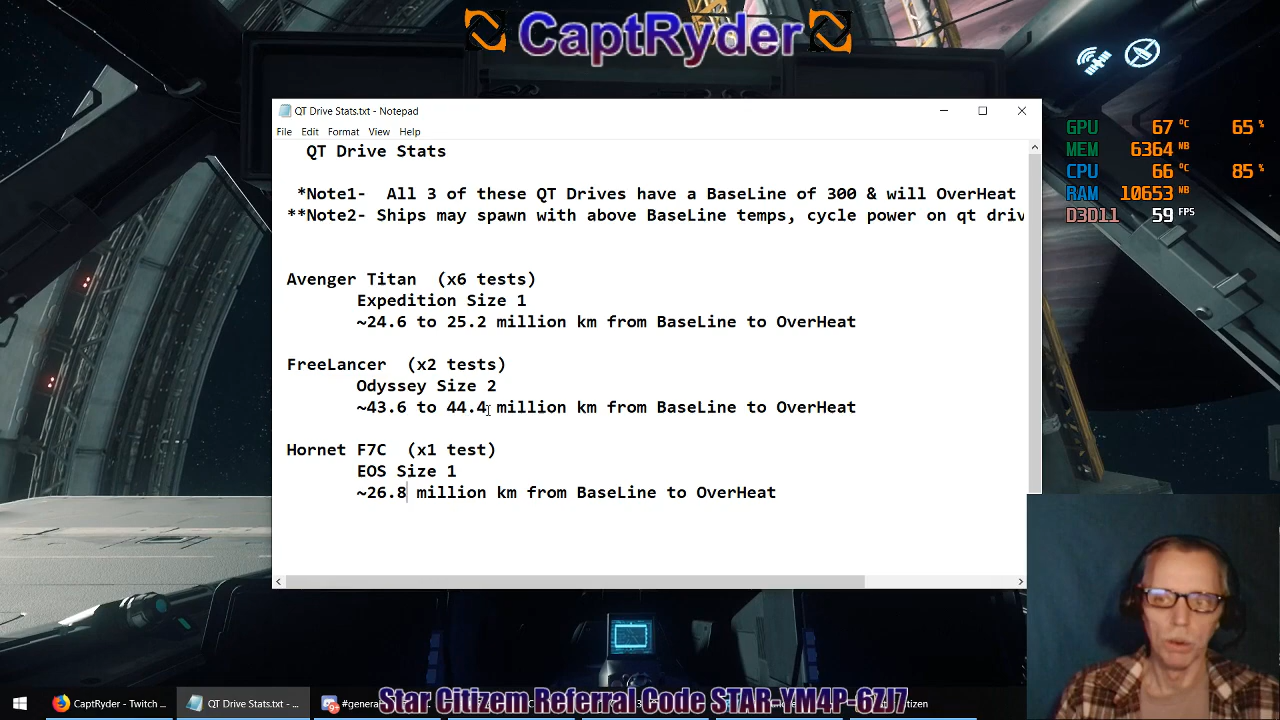 CaptRyder
QT Drive Stats.txt - Notepad
File Edit Format View Help
QT Drive Stats
*Note1- All 3 of these QT Drives have a BaseLine of 300 & will OverHeat
**Note2- Ships may spawn with above BaseLine temps, cycle power on qt driv
Avenger Titan (x6 tests)
Expedition Size 1
~24.6 to 25.2 million km from BaseLine to OverHeat
FreeLancer (x2 tests)
Odyssey Size 2
~43.6 to 44.4 million km from BaseLine to OverHeat
Hornet F7C (x1 test)
EOS Size 1
~26.8 million km from BaseLine to OverHeat
GPU 67 °C 65 %
MEM 6364 MB
CPU 66 °C 85 %
RAM 10653 MB
D3D11 59 FPS
CaptRyder - Twitch ...
QT Drive Stats.txt - ...
#genera
Star Citizem Referral Code STAR-YM4P-6ZJ7